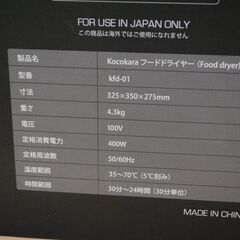 FOR USE IN JAPAN ONLY
この商品は海外ではご使用になれません。
製品名 Kocokara フードドライヤー (Food dryer)
型番 kfd-01
寸法 325×350×275mm
重さ 4.3kg
電圧 100V
定格消費電力 400W
定格周波数 50/60Hz
温度範囲 35~70℃ (5℃刻み)
時間範囲 30分~24時間 (30分単位)
MADE IN CHIN